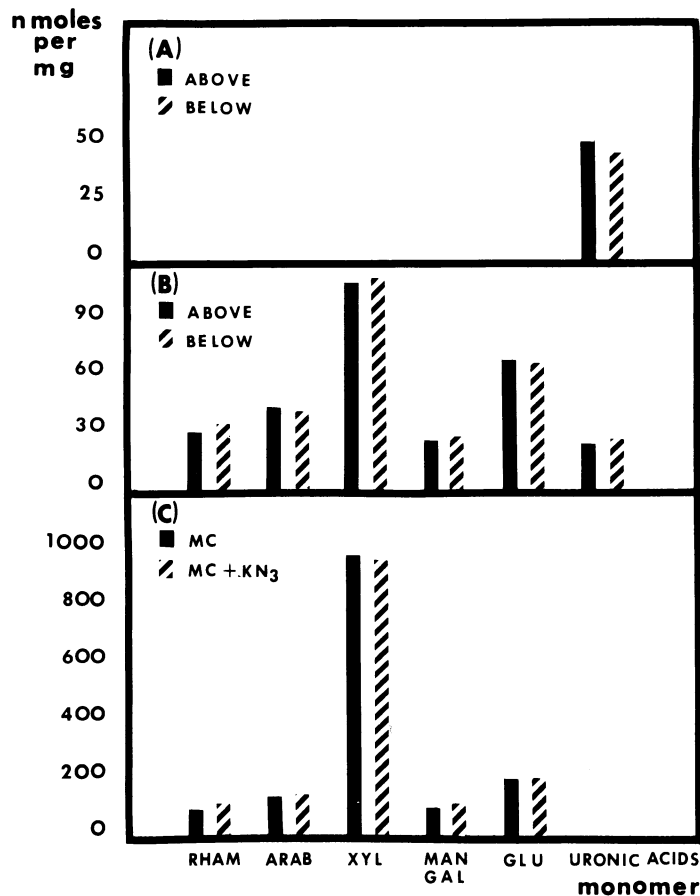 nmoles
per
mg
(A)
ABOVE
BELOW
50
25
0
(B)
ABOVE
BELOW
90
60
30
0
(C)
MC
MC +.KN3
1000
800
600
400
200
0
RHAM ARAB XYL MAN GAL GLU URONIC ACIDS
monomer